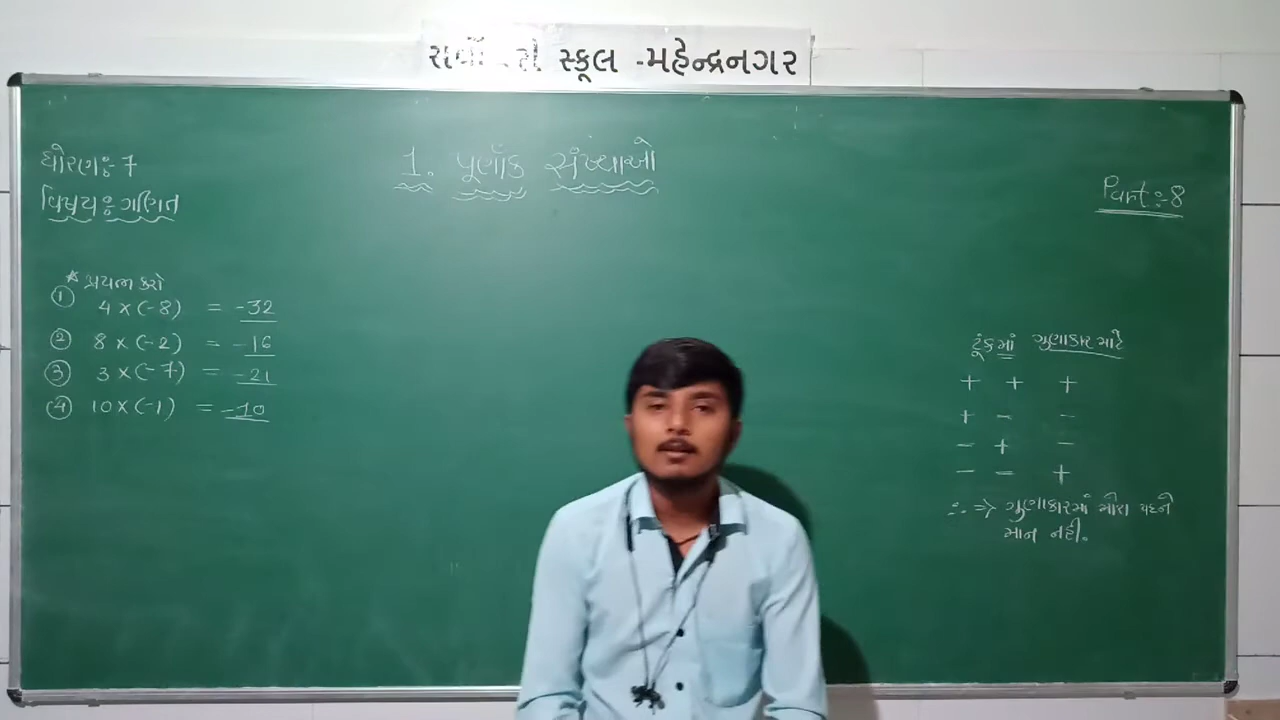 સ્કૂલ -મહેન્દ્રનગર
1. પૂર્ણાંક સંખ્યાઓ
ધોરણઃ- 7
વિષયઃ ગણિત
Part:-8
* પ્રયત્ન કરો
① 4 × (-8) = -32
② 8 × (-2) = -16
③ 3 × (-7) = -21
④ 10 × (-1) = -10
ટૂંકમાં ગુણાકાર માટે
+ + +
+ - -
- + -
- - +
∴ ⇒ ગુણાકારમાં મોટા પદને
માન નહી.